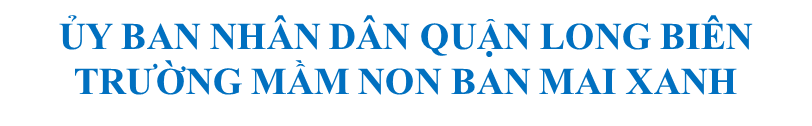 ỦY BAN NHÂN DÂN QUẬN LONG BIÊN
TRƯỜNG MẦM NON BAN MAI XANH